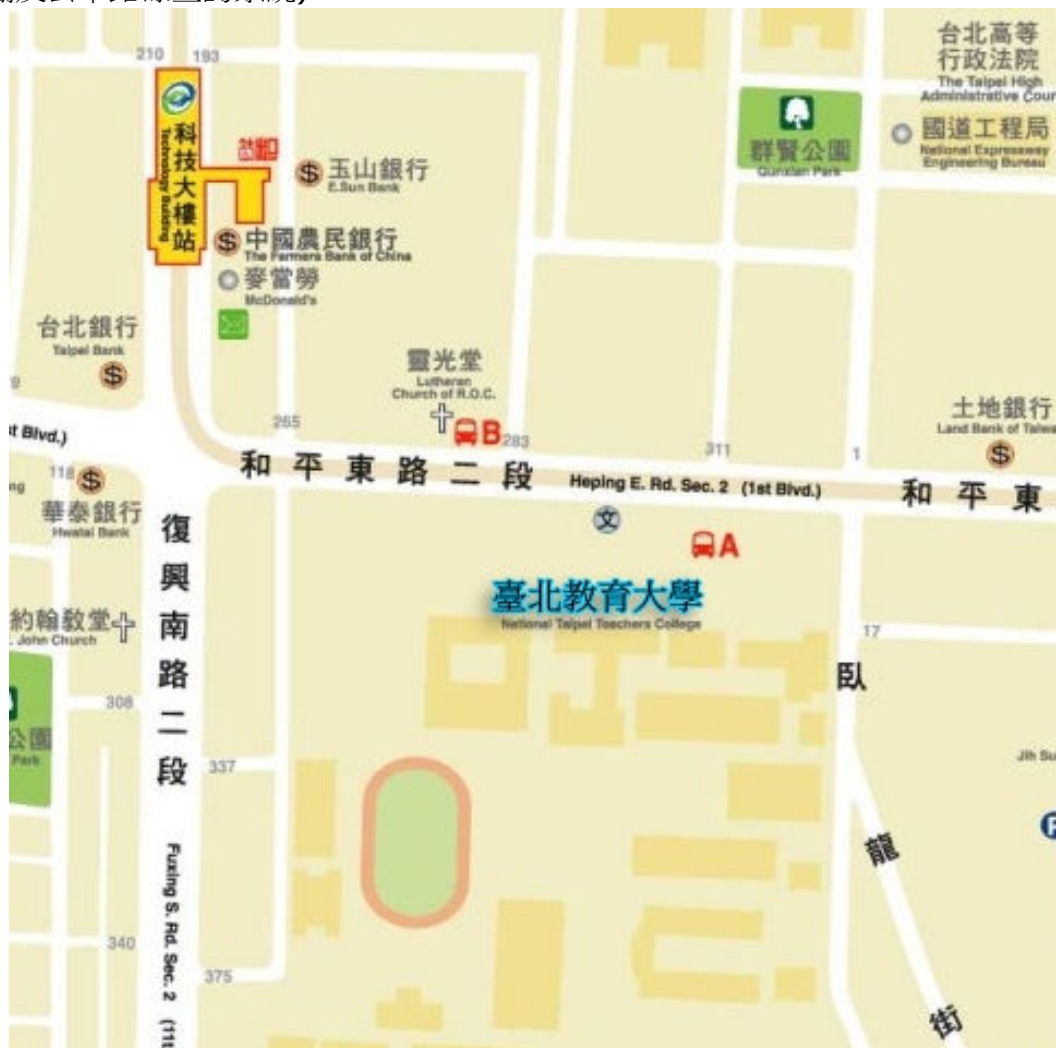 210
193
科技大樓站
Technology Building
出口
玉山銀行
E.Sun Bank
中國農民銀行
The Farmers Bank of China
麥當勞
McDonald's
台北高等
行政法院
The Taipei High
Administrative Cour
國道工程局
National Expressway
Engineering Bureau
群賢公園
Qunxian Park
台北銀行
Taipei Bank
靈光堂
Lutheran
Church of R.O.C.
B
土地銀行
Land Bank of Taiwa
265
283
311
1
t Blvd.)
和平東路二段
Heping E. Rd. Sec. 2 (1st Blvd.)
和平東
118
華泰銀行
Hwatai Bank
文
A
臺北教育大學
National Taipei Teachers College
復興南路二段
Fuxing S. Rd. Sec. 2 (11t
約翰教堂
. John Church
308
公園
Park
337
340
375
17
臥龍街
Jih Su
P